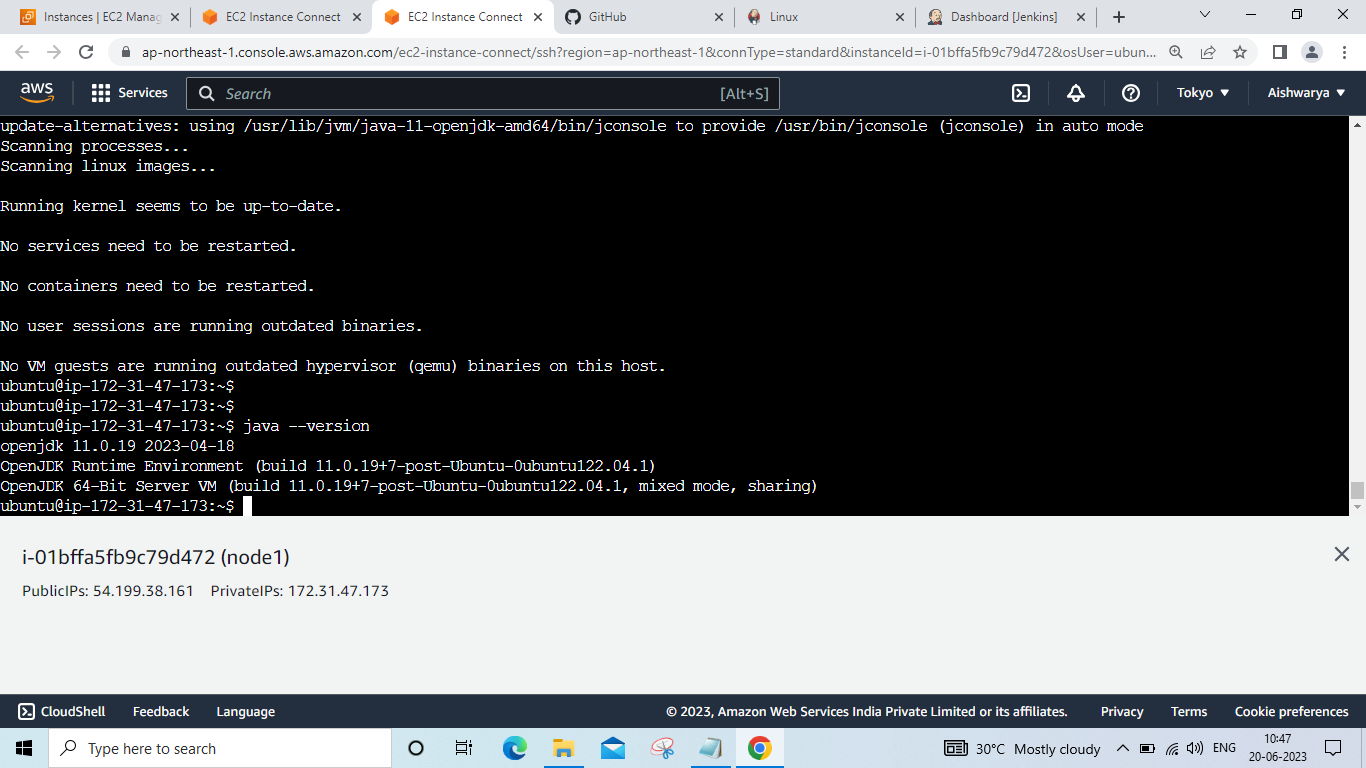 Instances | EC2 Manag
EC2 Instance Connect
EC2 Instance Connect
GitHub
Linux
Dashboard [Jenkins]
ap-northeast-1.console.aws.amazon.com/ec2-instance-connect/ssh?region=ap-northeast-1&connType=standard&instanceId=i-01bffa5fb9c79d472&osUser=ubun...
aws
Services
Search
[Alt+S]
Tokyo
Aishwarya
update-alternatives: using /usr/lib/jvm/java-11-openjdk-amd64/bin/jconsole to provide /usr/bin/jconsole (jconsole) in auto mode
Scanning processes...
Scanning linux images...
Running kernel seems to be up-to-date.
No services need to be restarted.
No containers need to be restarted.
No user sessions are running outdated binaries.
No VM guests are running outdated hypervisor (qemu) binaries on this host.
ubuntu@ip-172-31-47-173:~$
ubuntu@ip-172-31-47-173:~$
ubuntu@ip-172-31-47-173:~$ java --version
openjdk 11.0.19 2023-04-18
OpenJDK Runtime Environment (build 11.0.19+7-post-Ubuntu-0ubuntu122.04.1)
OpenJDK 64-Bit Server VM (build 11.0.19+7-post-Ubuntu-0ubuntu122.04.1, mixed mode, sharing)
ubuntu@ip-172-31-47-173:~$
i-01bffa5fb9c79d472 (node1)
PublicIPs: 54.199.38.161 PrivateIPs: 172.31.47.173
CloudShell Feedback Language
© 2023, Amazon Web Services India Private Limited or its affiliates. Privacy Terms Cookie preferences
Type here to search
30°C Mostly cloudy
ENG
10:47
20-06-2023